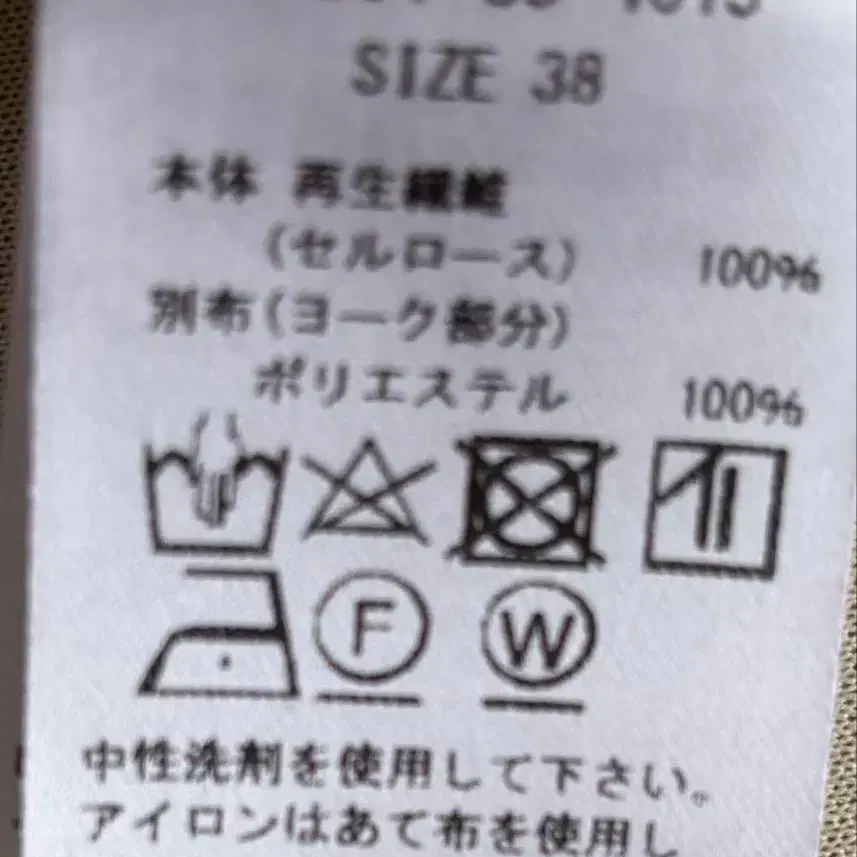 SIZE 38
本体 再生繊維
(セルロース) 100%
別布(ヨーク部分)
ポリエステル 100%
F W
中性洗剤を使用して下さい。
アイロンはあて布を使用し